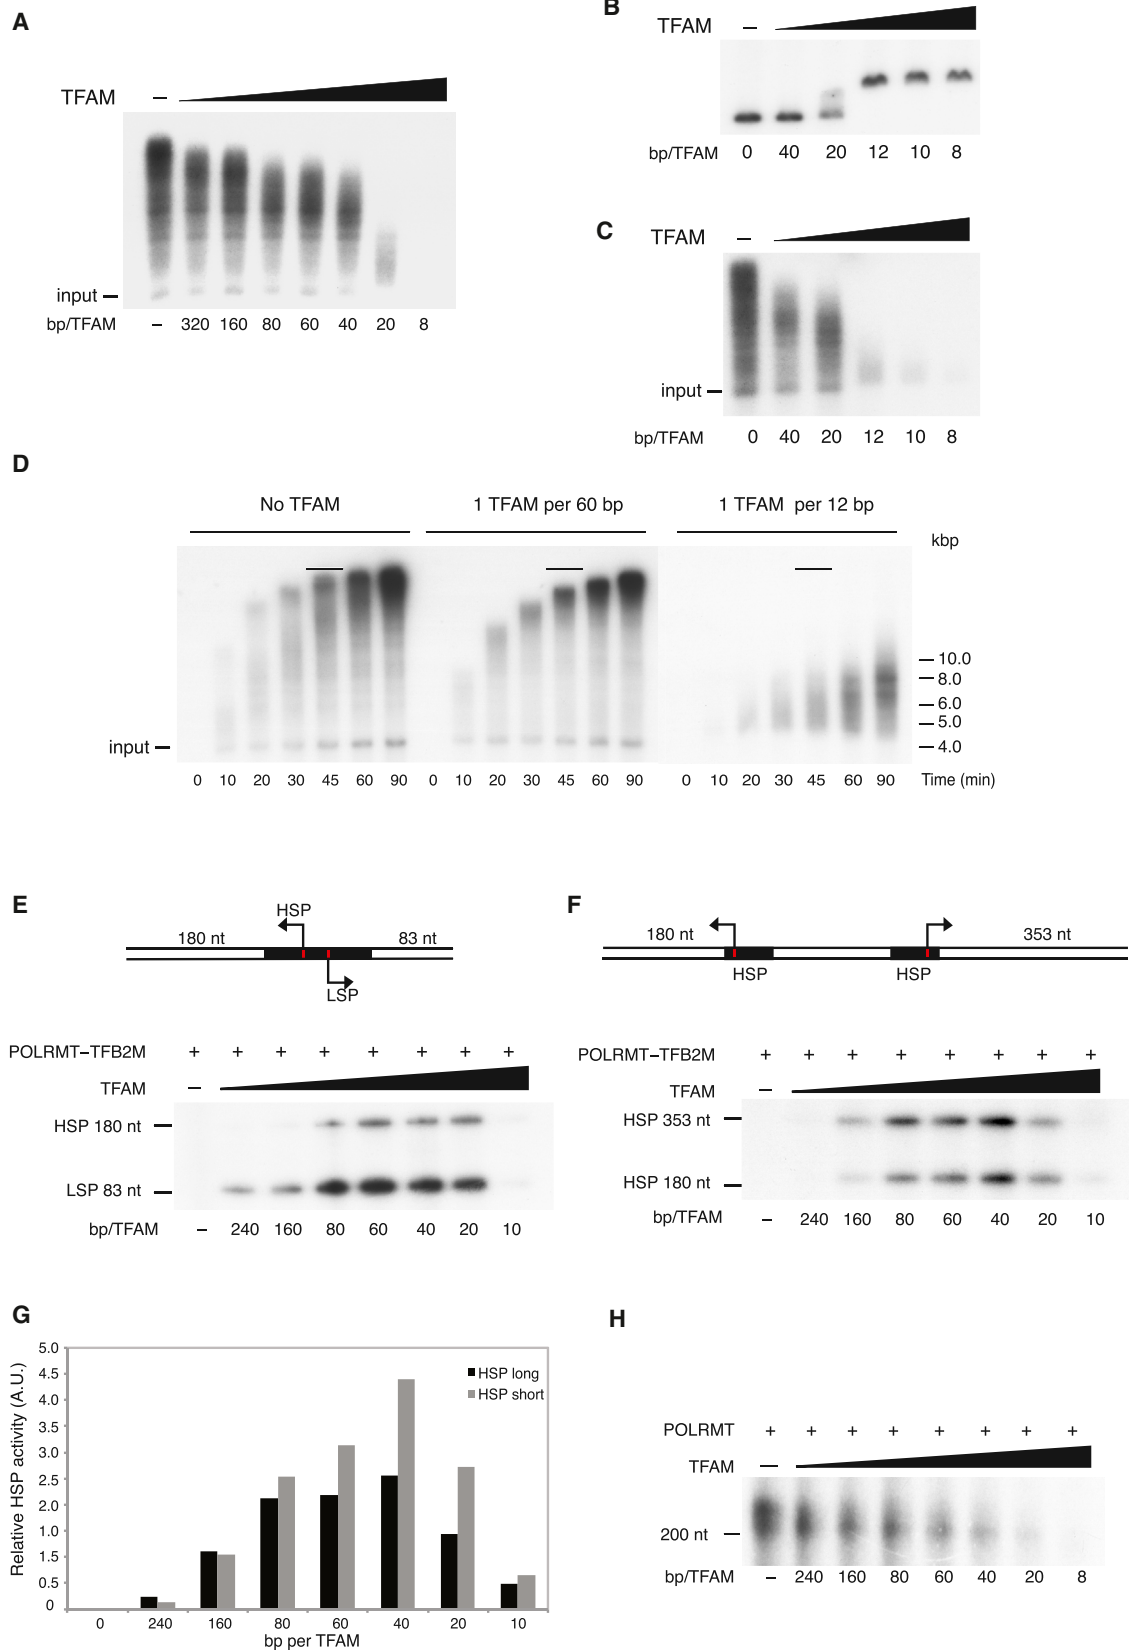 A
TFAM
–
input
bp/TFAM – 320 160 80 60 40 20 8
B
TFAM
–
bp/TFAM 0 40 20 12 10 8
C
TFAM
–
input
bp/TFAM 0 40 20 12 10 8
D
No TFAM 1 TFAM per 60 bp 1 TFAM per 12 bp
kbp
10.0
8.0
6.0
5.0
input
4.0
0 10 20 30 45 60 90 0 10 20 30 45 60 90 0 10 20 30 45 60 90 Time (min)
E
HSP
180 nt 83 nt
LSP
POLRMT–TFB2M + + + + + + + +
TFAM –
HSP 180 nt
LSP 83 nt
bp/TFAM – 240 160 80 60 40 20 10
F
180 nt 353 nt
HSP HSP
POLRMT–TFB2M + + + + + + + +
TFAM –
HSP 353 nt
HSP 180 nt
bp/TFAM – 240 160 80 60 40 20 10
G
Relative HSP activity (A.U.)
5.0
4.5
4.0
3.5
3.0
2.5
2.0
1.0
1.5
0.5
0
HSP long
HSP short
0 240 160 80 60 40 20 10
bp per TFAM
H
POLRMT + + + + + + + +
TFAM –
200 nt
bp/TFAM – 240 160 80 60 40 20 8